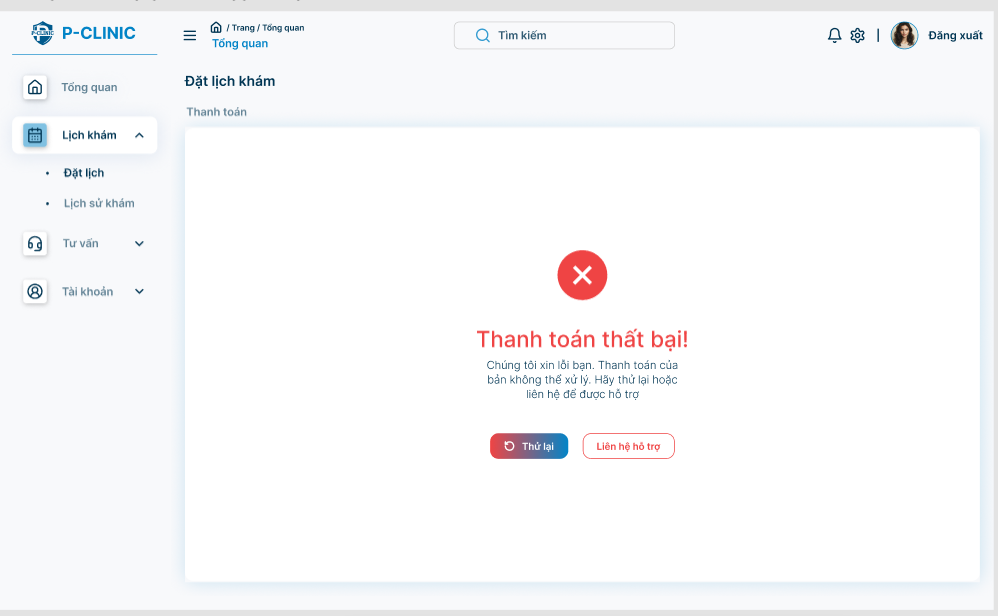 P-CLINIC
P-CLINIC
/ Trang / Tổng quan
Tổng quan
Tìm kiếm
Đăng xuất
Tổng quan
Lịch khám
Đặt lịch
Lịch sử khám
Tư vấn
Tài khoản
Đặt lịch khám
Thanh toán
Thanh toán thất bại!
Chúng tôi xin lỗi bạn. Thanh toán của
bản không thể xử lý. Hãy thử lại hoặc
liên hệ để được hỗ trợ
Thử lại
Liên hệ hỗ trợ